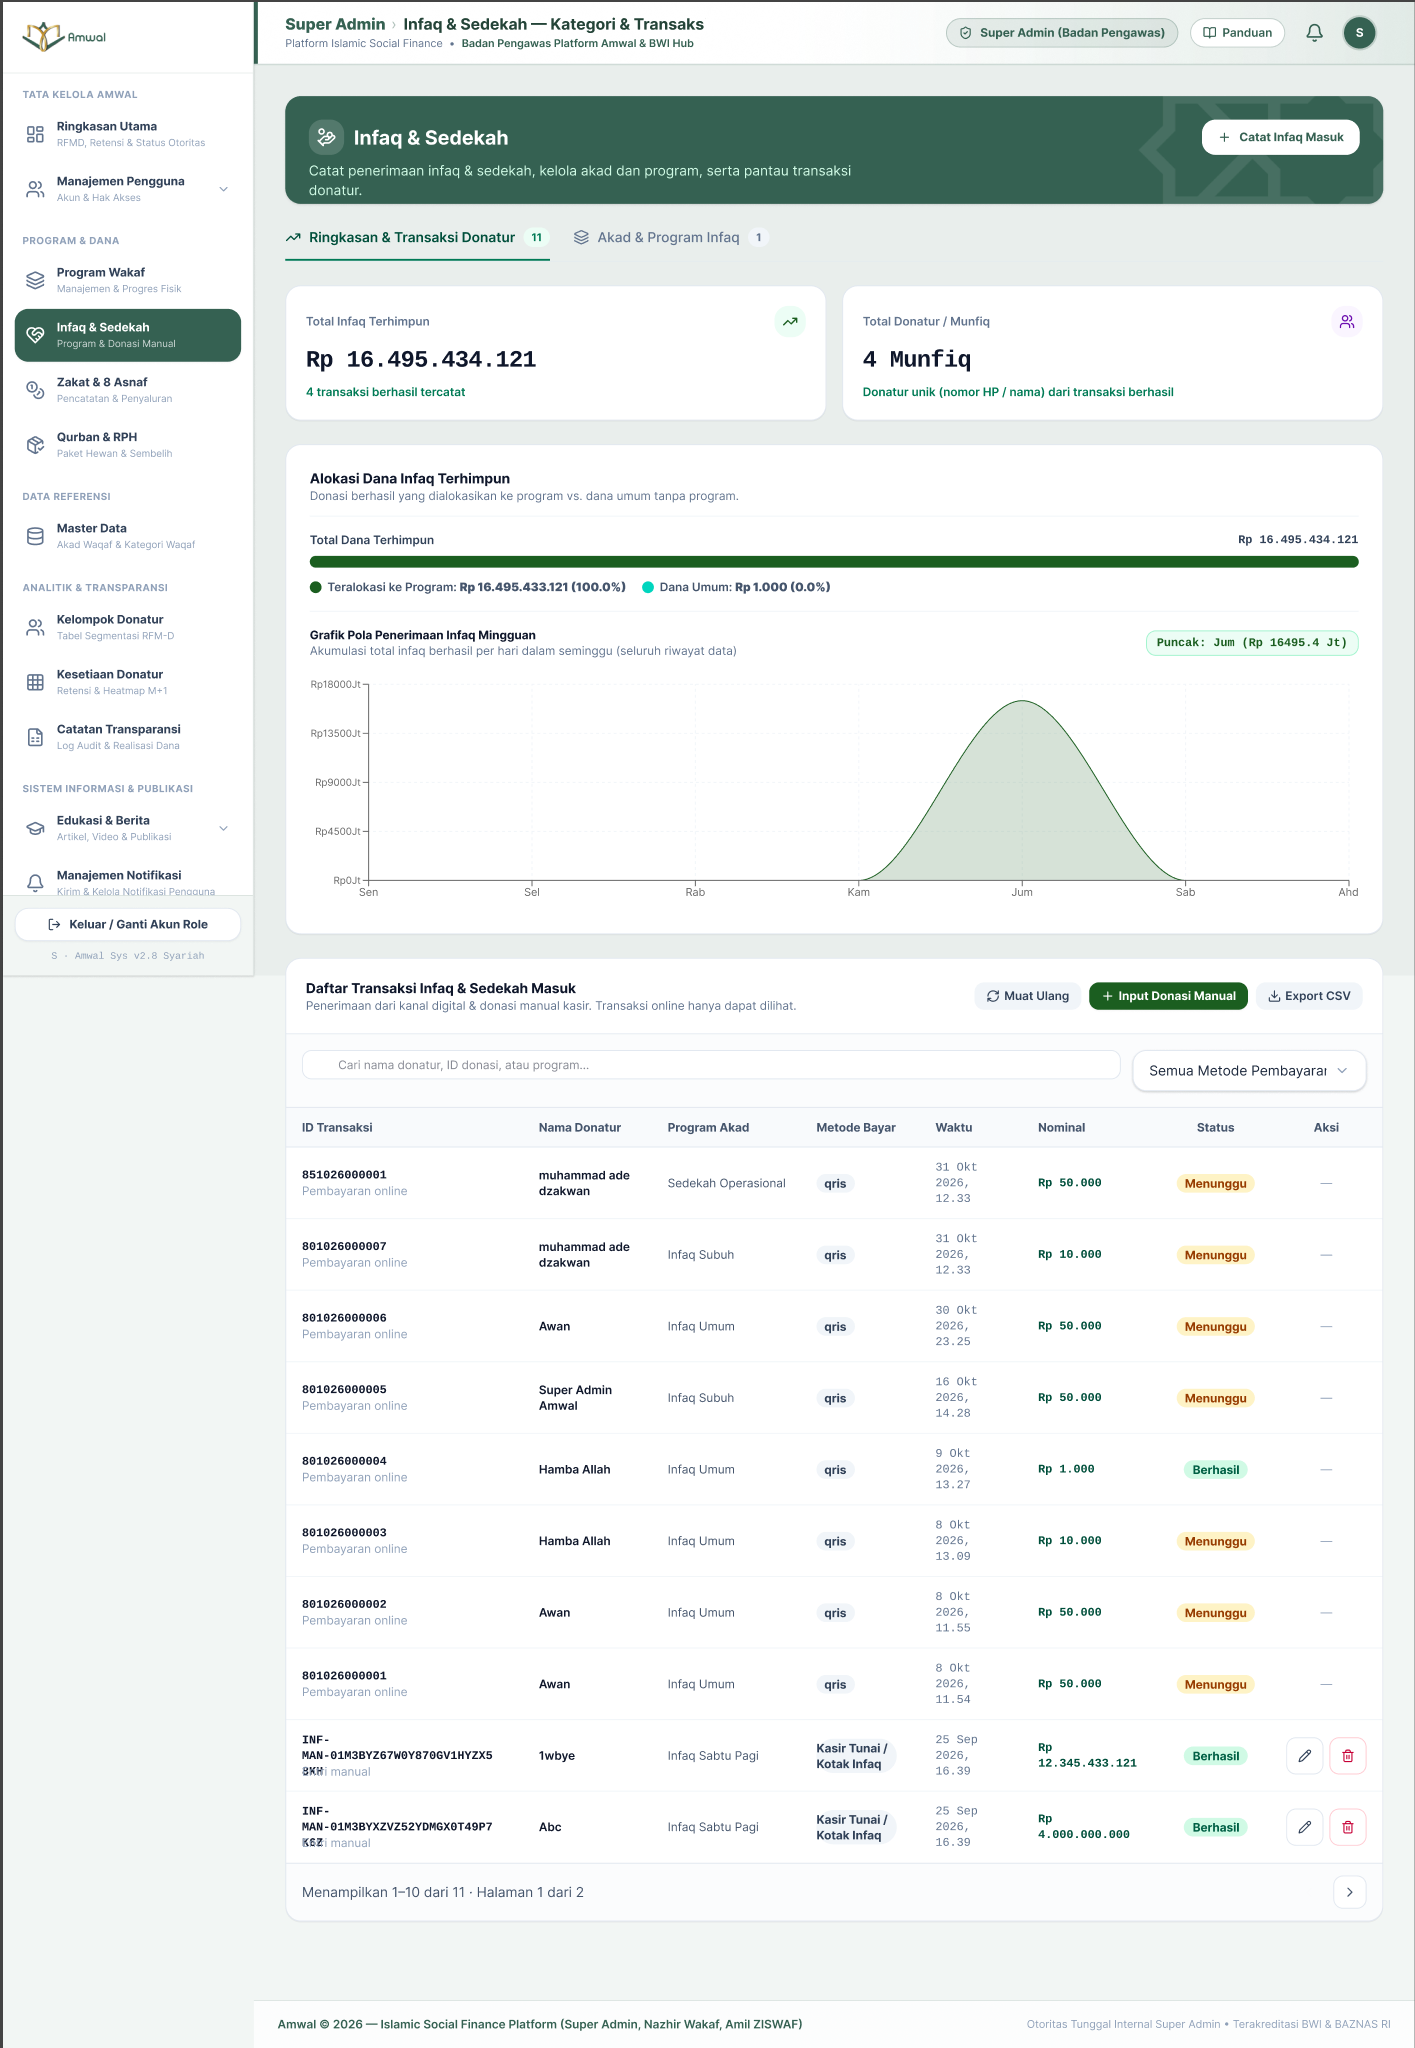 Amwal
TATA KELOLA AMWAL
Ringkasan Utama
RFMD, Retensi & Status Otoritas
Manajemen Pengguna
Akun & Hak Akses
PROGRAM & DANA
Program Wakaf
Manajemen & Progres Fisik
Infaq & Sedekah
Program & Donasi Manual
Zakat & 8 Asnaf
Pencatatan & Penyaluran
Qurban & RPH
Paket Hewan & Sembelih
DATA REFERENSI
Master Data
Akad Waqaf & Kategori Waqaf
ANALITIK & TRANSPARANSI
Kelompok Donatur
Tabel Segmentasi RFM-D
Kesetiaan Donatur
Retensi & Heatmap M+1
Catatan Transparansi
Log Audit & Realisasi Dana
SISTEM INFORMASI & PUBLIKASI
Edukasi & Berita
Artikel, Video & Publikasi
Manajemen Notifikasi
Kirim & Kelola Notifikasi Pengguna
Keluar / Ganti Akun Role
S · Amwal Sys v2.8 Syariah
Super Admin › Infaq & Sedekah — Kategori & Transaks
Platform Islamic Social Finance • Badan Pengawas Platform Amwal & BWI Hub
Super Admin (Badan Pengawas)
Panduan
S
Infaq & Sedekah
Catat penerimaan infaq & sedekah, kelola akad dan program, serta pantau transaksi
donatur.
+ Catat Infaq Masuk
Ringkasan & Transaksi Donatur 11
Akad & Program Infaq 1
Total Infaq Terhimpun
Rp 16.495.434.121
4 transaksi berhasil tercatat
Total Donatur / Munfiq
4 Munfiq
Donatur unik (nomor HP / nama) dari transaksi berhasil
Alokasi Dana Infaq Terhimpun
Donasi berhasil yang dialokasikan ke program vs. dana umum tanpa program.
Total Dana Terhimpun Rp 16.495.434.121
Teralokasi ke Program: Rp 16.495.433.121 (100.0%) Dana Umum: Rp 1.000 (0.0%)
Grafik Pola Penerimaan Infaq Mingguan
Akumulasi total infaq berhasil per hari dalam seminggu (seluruh riwayat data)
Puncak: Jum (Rp 16495.4 Jt)
Rp18000Jt
Rp13500Jt
Rp9000Jt
Rp4500Jt
Rp0Jt
Sen Sel Rab Kam Jum Sab Ahd
Daftar Transaksi Infaq & Sedekah Masuk
Penerimaan dari kanal digital & donasi manual kasir. Transaksi online hanya dapat dilihat.
Muat Ulang
+ Input Donasi Manual
Export CSV
Cari nama donatur, ID donasi, atau program...
Semua Metode Pembayaran
ID Transaksi Nama Donatur Program Akad Metode Bayar Waktu Nominal Status Aksi
851026000001
Pembayaran online
muhammad ade
dzakwan
Sedekah Operasional
qris
31 Okt
2026,
12.33
Rp 50.000
Menunggu
—
801026000007
Pembayaran online
muhammad ade
dzakwan
Infaq Subuh
qris
31 Okt
2026,
12.33
Rp 10.000
Menunggu
—
801026000006
Pembayaran online
Awan
Infaq Umum
qris
30 Okt
2026,
23.25
Rp 50.000
Menunggu
—
801026000005
Pembayaran online
Super Admin
Amwal
Infaq Subuh
qris
16 Okt
2026,
14.28
Rp 50.000
Menunggu
—
801026000004
Pembayaran online
Hamba Allah
Infaq Umum
qris
9 Okt
2026,
13.27
Rp 1.000
Berhasil
—
801026000003
Pembayaran online
Hamba Allah
Infaq Umum
qris
8 Okt
2026,
13.09
Rp 10.000
Menunggu
—
801026000002
Pembayaran online
Awan
Infaq Umum
qris
8 Okt
2026,
11.55
Rp 50.000
Menunggu
—
801026000001
Pembayaran online
Awan
Infaq Umum
qris
8 Okt
2026,
11.54
Rp 50.000
Menunggu
—
INF-
MAN-01M3BYZ67W0Y870GV1HYZX5
manual
1wbye
Infaq Sabtu Pagi
Kasir Tunai /
Kotak Infaq
25 Sep
2026,
16.39
Rp
12.345.433.121
Berhasil
INF-
MAN-01M3BYXZVZ52YDMGX0T49P7
manual
Abc
Infaq Sabtu Pagi
Kasir Tunai /
Kotak Infaq
25 Sep
2026,
16.39
Rp
4.000.000.000
Berhasil
Menampilkan 1–10 dari 11 · Halaman 1 dari 2
Amwal © 2026 — Islamic Social Finance Platform (Super Admin, Nazhir Wakaf, Amil ZISWAF)
Otoritas Tunggal Internal Super Admin • Terakreditasi BWI & BAZNAS RI